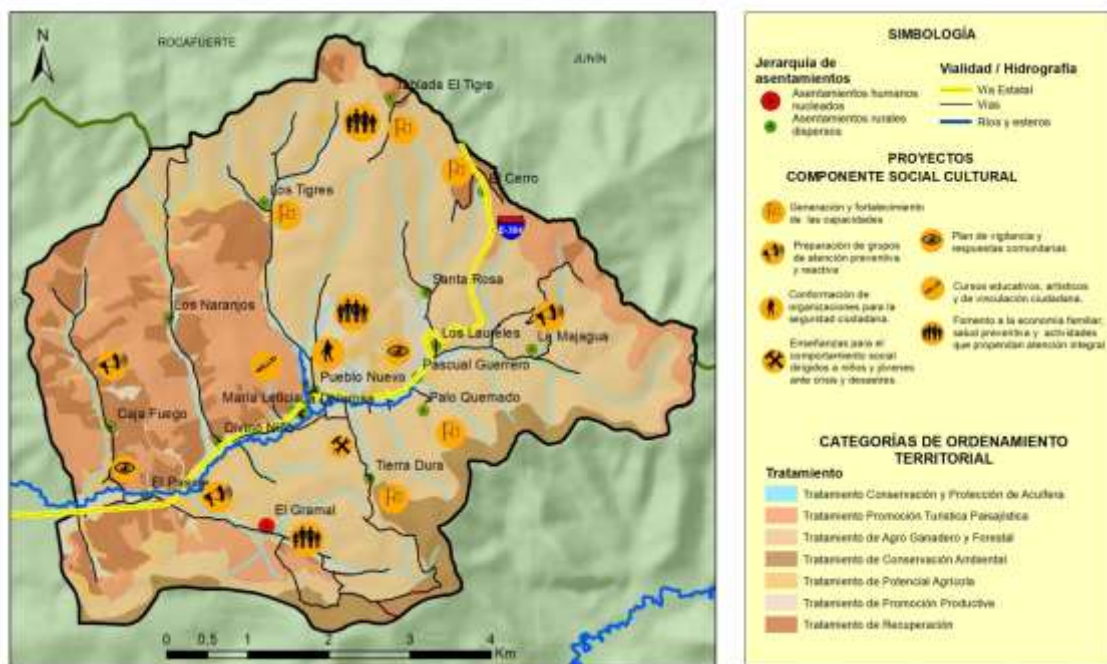 N
ROCAFUERTE
JUNÍN
Tablada El Tigre
El Cerro
Los Tigres
E-384
Santa Rosa
Los Naranjos
Los Laureles
La Majagua
Pascual Guerrero
Pueblo Nuevo
Maria Leticia
Dolorosa
Palo Quemado
Caja Fuego
Divino Niño
Tierra Dura
El Pasaje
El Gramal
0 0,5 1 2 3 4
Km
SIMBOLOGÍA
Jerarquía de
asentamientos
Asentamientos humanos
nucleados
Asentamientos rurales
dispersos
Vialidad / Hidrografía
Vía Estatal
Vías
Ríos y esteros
PROYECTOS
COMPONENTE SOCIAL CULTURAL
Generación y fortalecimiento
de las capacidades
Preparación de grupos
de atención preventiva
y reactiva
Conformación de
organizaciones para la
seguridad ciudadana.
Enseñanzas para el
comportamiento social
dirigidos a niños y jóvenes
ante crisis y desastres.
Plan de vigilancia y
respuestas comunitarias
Cursos educativos, artísticos
y de vinculación ciudadana.
Fomento a la economía familiar,
salud preventiva y actividades
que propendan atención integral
CATEGORÍAS DE ORDENAMIENTO
TERRITORIAL
Tratamiento
Tratamiento Conservación y Protección de Acuífera
Tratamiento Promoción Turística Paisajística
Tratamiento de Agro Ganadero y Forestal
Tratamiento de Conservación Ambiental
Tratamiento de Potencial Agrícola
Tratamiento de Promoción Productiva
Tratamiento de Recuperación